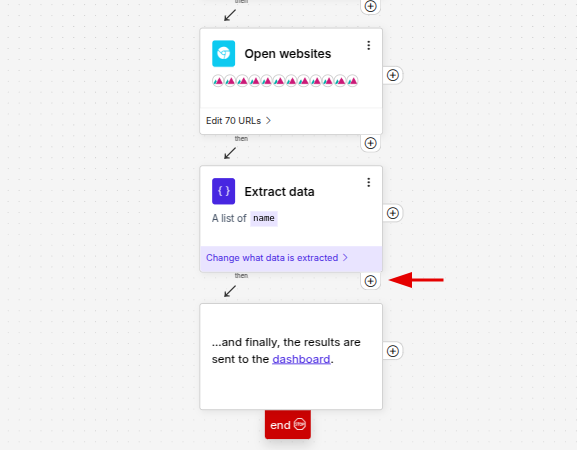 then
Open websites
Edit 70 URLs
then
Extract data
A list of name
Change what data is extracted
then
...and finally, the results are
sent to the dashboard.
end